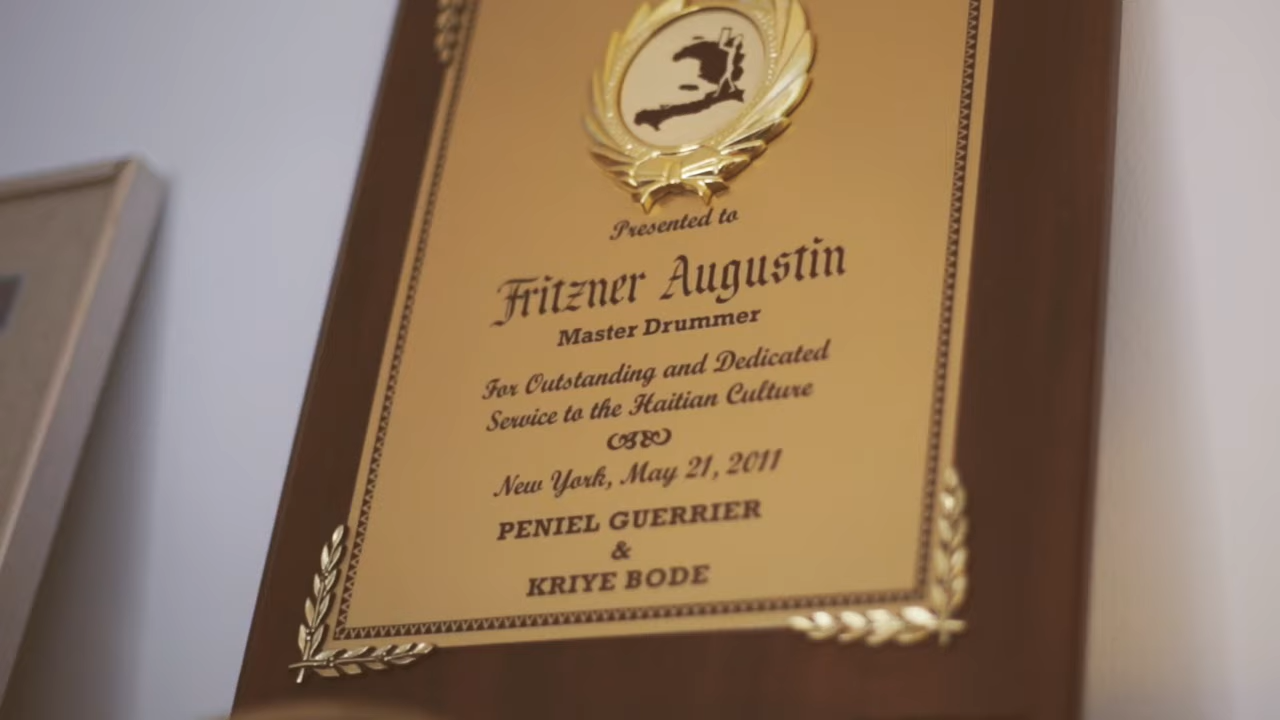 Presented to
Fritzner Augustin
Master Drummer
For Outstanding and Dedicated
Service to the Haitian Culture
New York, May 21, 2011
PENIEL GUERRIER
&
KRIYE BODE